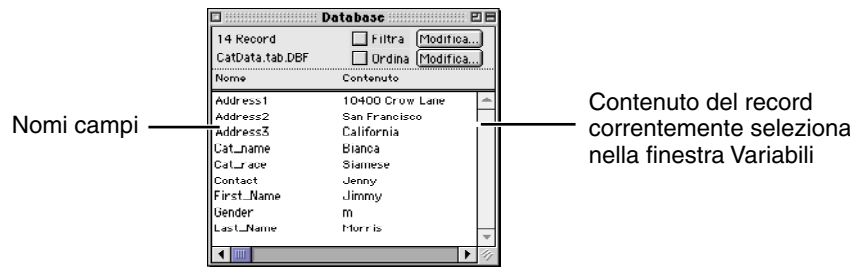 Database
14 Record Filtra Modifica...
CatData.tab.DBF Ordina Modifica...
Nome Contenuto
Address1 10400 Crow Lane
Address2 San Francisco
Address3 California
Cat_name Bianca
Cat_race Siamese
Contact Jenny
First_Name Jimmy
Gender m
Last_Name Morris
Nomi campi
Contenuto del record
correntemente seleziona
nella finestra Variabili